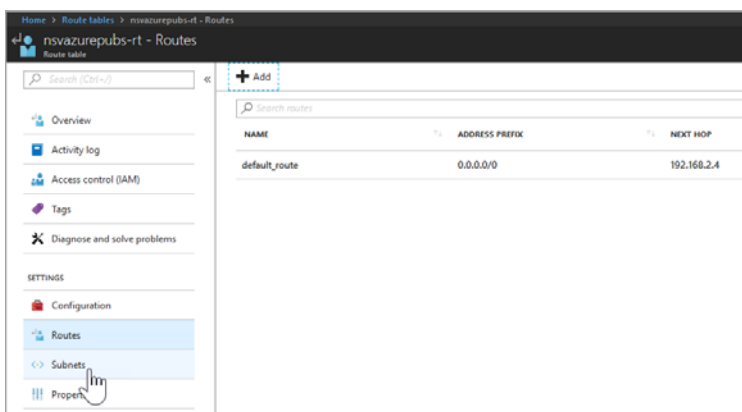 Home > Route tables > nsvazurepubs-rt - Routes
nsvazurepubs-rt - Routes
Route table
Search (Ctrl+/)
«
Add
Search routes
NAME
ADDRESS PREFIX
NEXT HOP
default_route
0.0.0.0/0
192.168.2.4
Overview
Activity log
Access control (IAM)
Tags
Diagnose and solve problems
SETTINGS
Configuration
Routes
Subnets